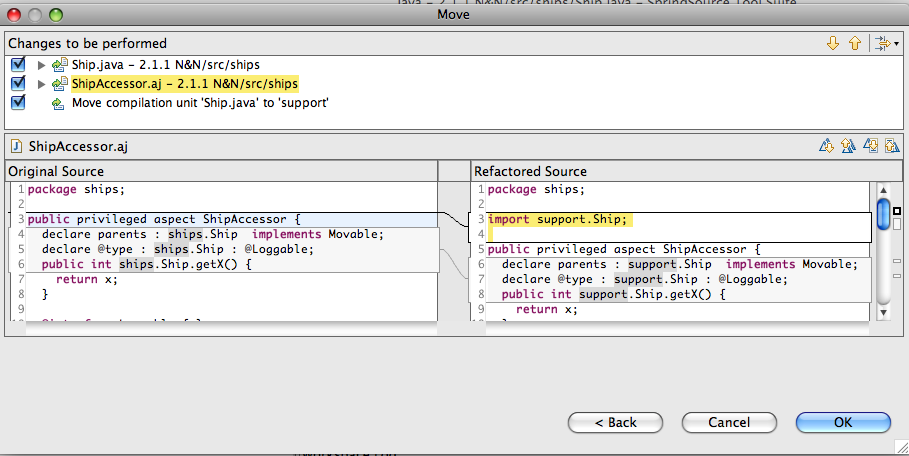 Java - 2.1.1 N&N/src/ships/Ship.java - SpringSource Tool Suite
Move
Changes to be performed
Ship.java - 2.1.1 N&N/src/ships
ShipAccessor.aj - 2.1.1 N&N/src/ships
Move compilation unit 'Ship.java' to 'support'
ShipAccessor.aj
Original Source
1 package ships;
2
3 public privileged aspect ShipAccessor {
4 declare parents : ships.Ship  implements Movable;
5 declare @type : ships.Ship : @Loggable;
6 public int ships.Ship.getX() {
7 return x;
8 }
9
Refactored Source
1 package ships;
2
3 import support.Ship;
4
5 public privileged aspect ShipAccessor {
6 declare parents : support.Ship  implements Movable;
7 declare @type : support.Ship : @Loggable;
8 public int support.Ship.getX() {
9 return x;
< Back
Cancel
OK